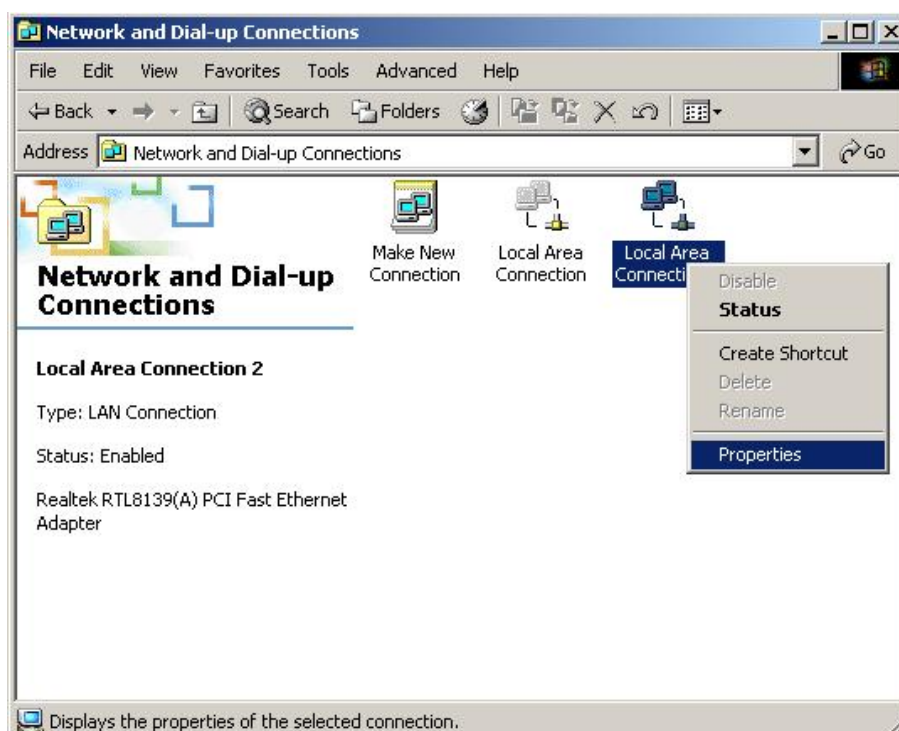 Network and Dial-up Connections
File Edit View Favorites Tools Advanced Help
Back Search Folders
Address Network and Dial-up Connections Go
Make New
Connection
Local Area
Connection
Local Area
Network and Dial-up
Connections
Local Area Connection 2
Type: LAN Connection
Status: Enabled
Realtek RTL8139(A) PCI Fast Ethernet
Adapter
Disable
Status
Create Shortcut
Delete
Rename
Properties
Displays the properties of the selected connection.